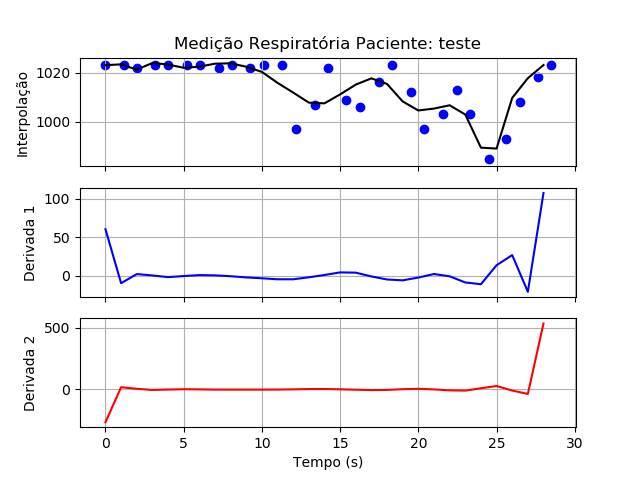 Medição Respiratória Paciente: teste
Interpolação
1020
1000
Derivada 1
100
50
0
Derivada 2
500
0
0 5 10 15 20 25 30
Tempo (s)